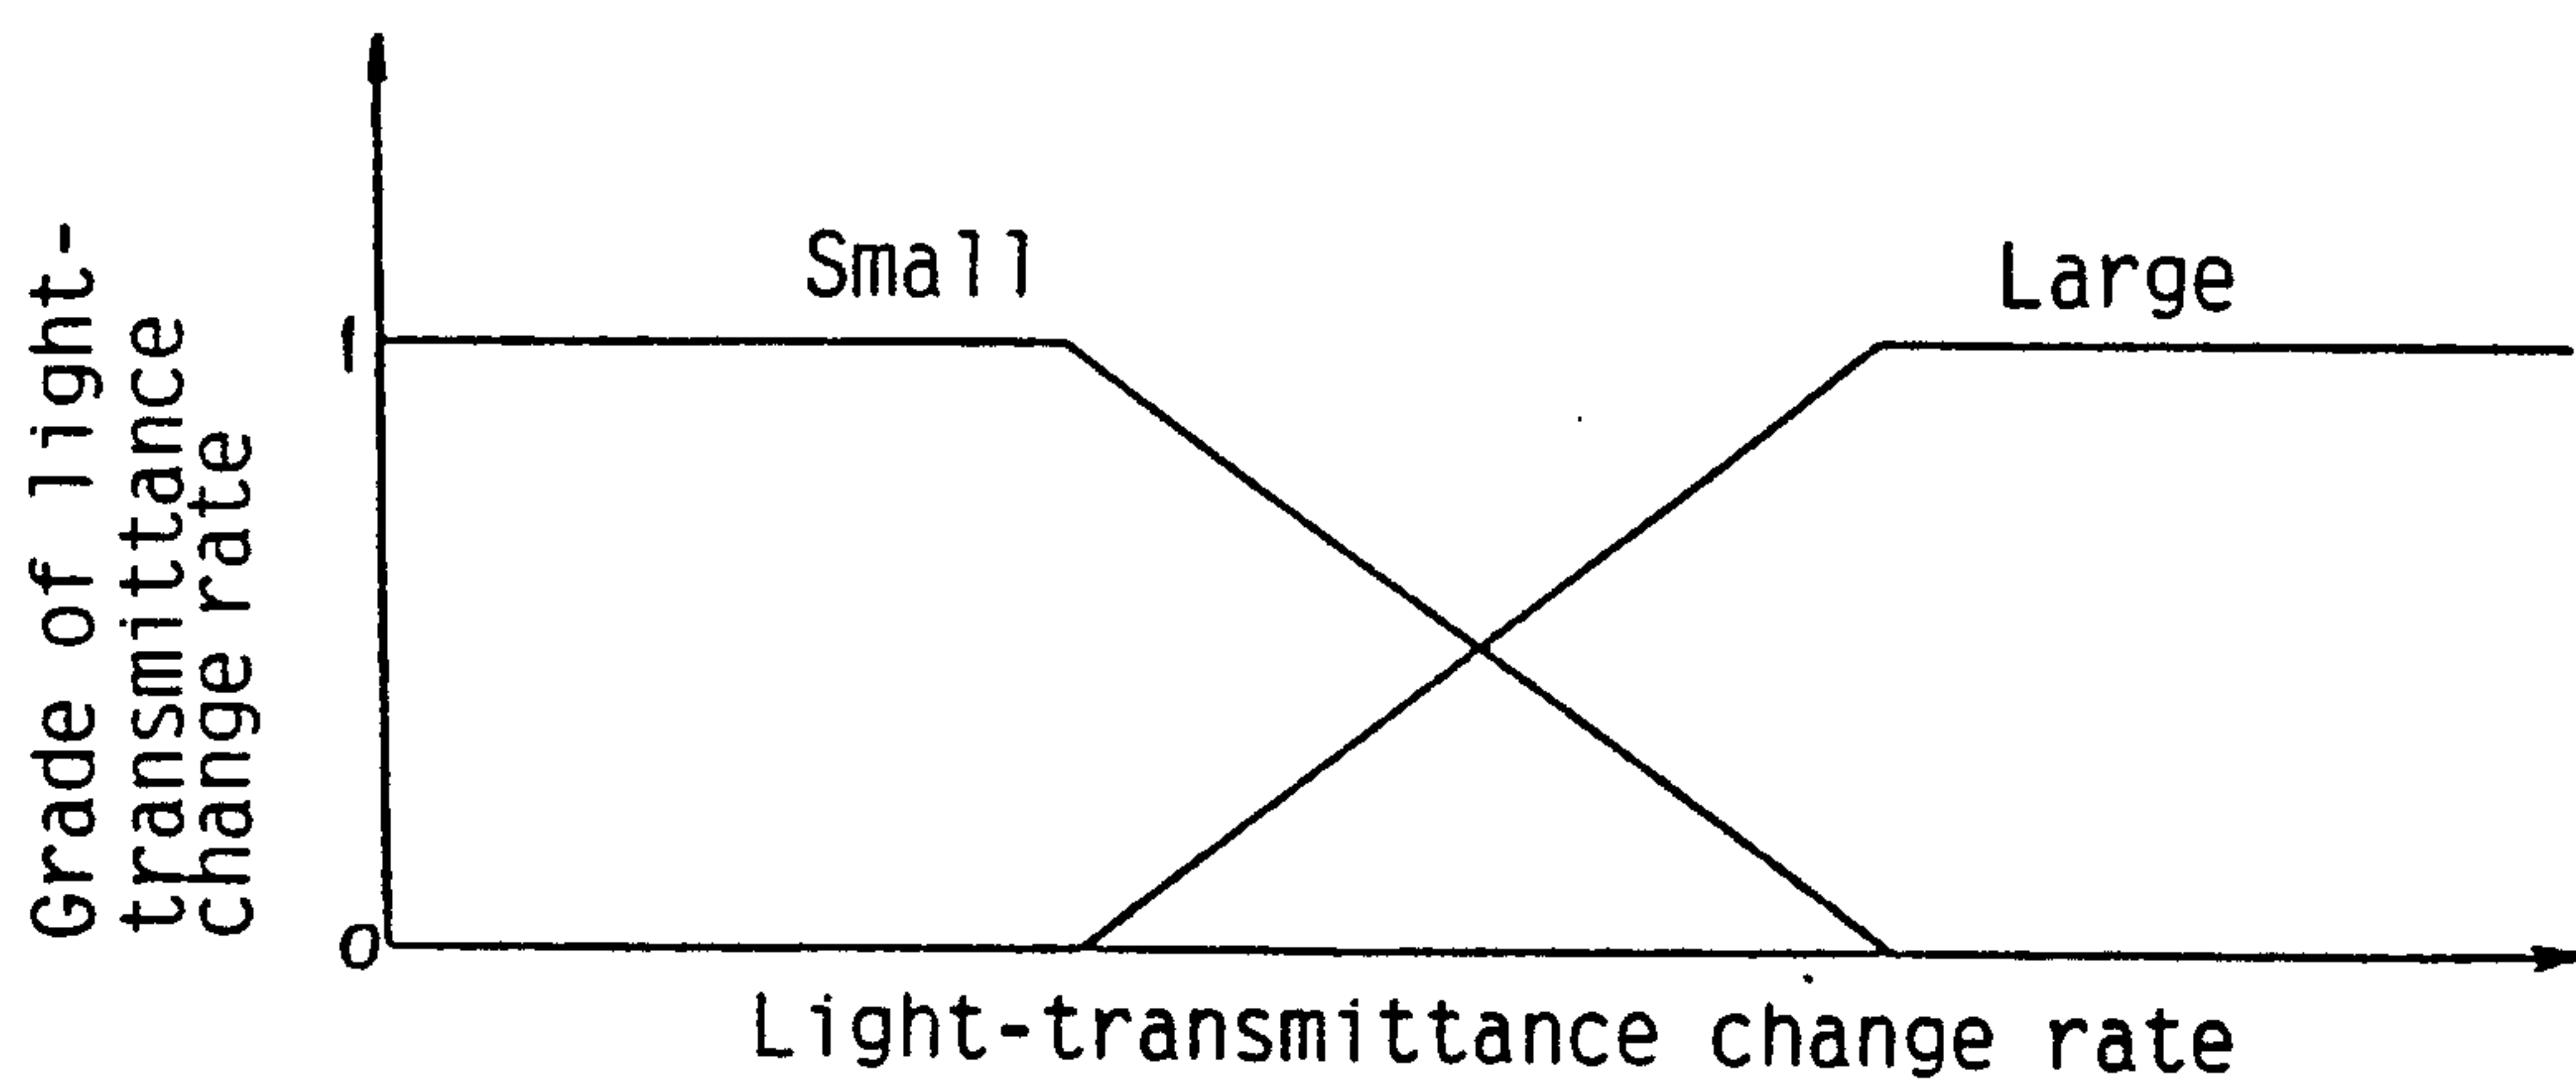 Grade of light-
transmittance
change rate
Small
Large
1
0
Light-transmittance change rate